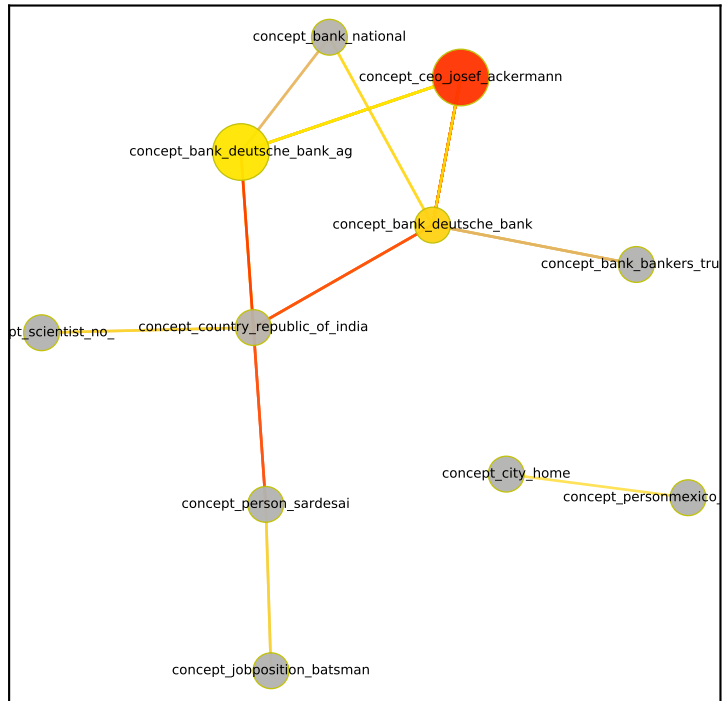 concept_bank_national
concept_ceo_josef_ackermann
concept_bank_deutsche_bank_ag
concept_bank_deutsche_bank
concept_bank_bankers_tru
concept_country_republic_of_india
pt_scientist_no_
concept_city_home
concept_personmexico_
concept_person_sardesai
concept_jobposition_batsman